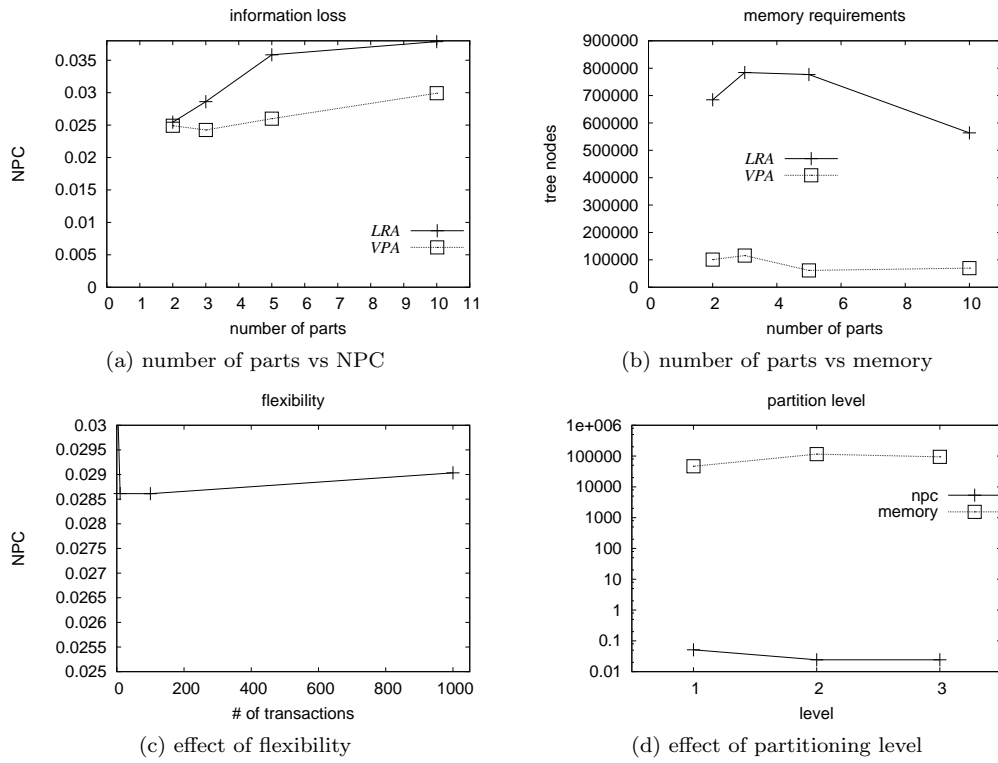 information loss
0.035
0.03
0.025
0.02
0.015
0.01
0.005
0
NPC
LRA
VPA
0 1 2 3 4 5 6 7 8 9 10 11
number of parts
(a) number of parts vs NPC
memory requirements
900000
800000
700000
600000
500000
400000
300000
200000
100000
0
tree nodes
LRA
VPA
0 2 4 6 8 10
number of parts
(b) number of parts vs memory
flexibility
0.03
0.0295
0.029
0.0285
0.028
0.0275
0.027
0.0265
0.026
0.0255
0.025
NPC
0 200 400 600 800 1000
# of transactions
(c) effect of flexibility
partition level
1e+006
100000
10000
1000
100
10
1
0.1
0.01
npc
memory
1 2 3
level
(d) effect of partitioning level